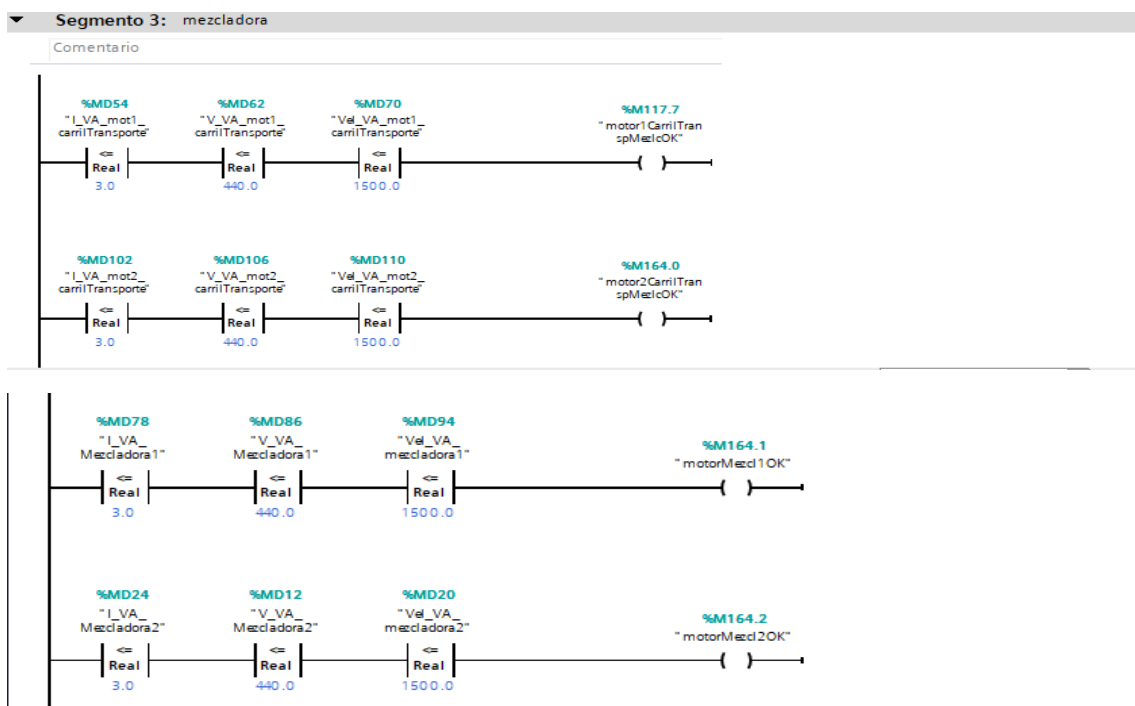 Segmento 3: mezcladora
Comentario
%MD54 %MD62 %MD70 %M117.7
"I_VA_mot1_ "V_VA_mot1_ "Vel_VA_mot1_ "motor1CarrilTran
carrilTransporte" carrilTransporte" carrilTransporte" spMezlcOK"
<= <= <=
Real Real Real
3.0 440.0 1500.0
%MD102 %MD106 %MD110 %M164.0
"I_VA_mot2_ "V_VA_mot2_ "Vel_VA_mot2_ "motor2CarrilTran
carrilTransporte" carrilTransporte" carrilTransporte" spMezlcOK"
<= <= <=
Real Real Real
3.0 440.0 1500.0
%MD78 %MD86 %MD94 %M164.1
"I_VA_ "V_VA_ "Vel_VA_ "motorMezcl1OK"
Mezcladora1" Mezcladora1" mezcladora1"
<= <= <=
Real Real Real
3.0 440.0 1500.0
%MD24 %MD12 %MD20 %M164.2
"I_VA_ "V_VA_ "Vel_VA_ "motorMezcl2OK"
Mezcladora2" Mezcladora2" mezcladora2"
<= <= <=
Real Real Real
3.0 440.0 1500.0